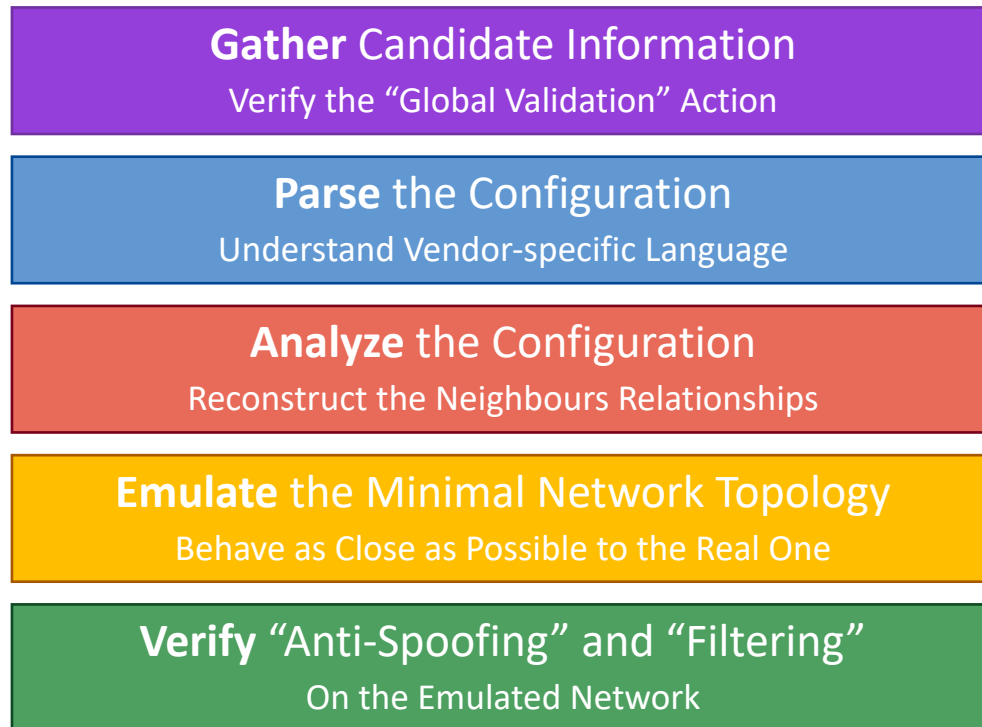 Gather Candidate Information
Verify the “Global Validation” Action
Parse the Configuration
Understand Vendor-specific Language
Analyze the Configuration
Reconstruct the Neighbours Relationships
Emulate the Minimal Network Topology
Behave as Close as Possible to the Real One
Verify “Anti-Spoofing” and “Filtering”
On the Emulated Network